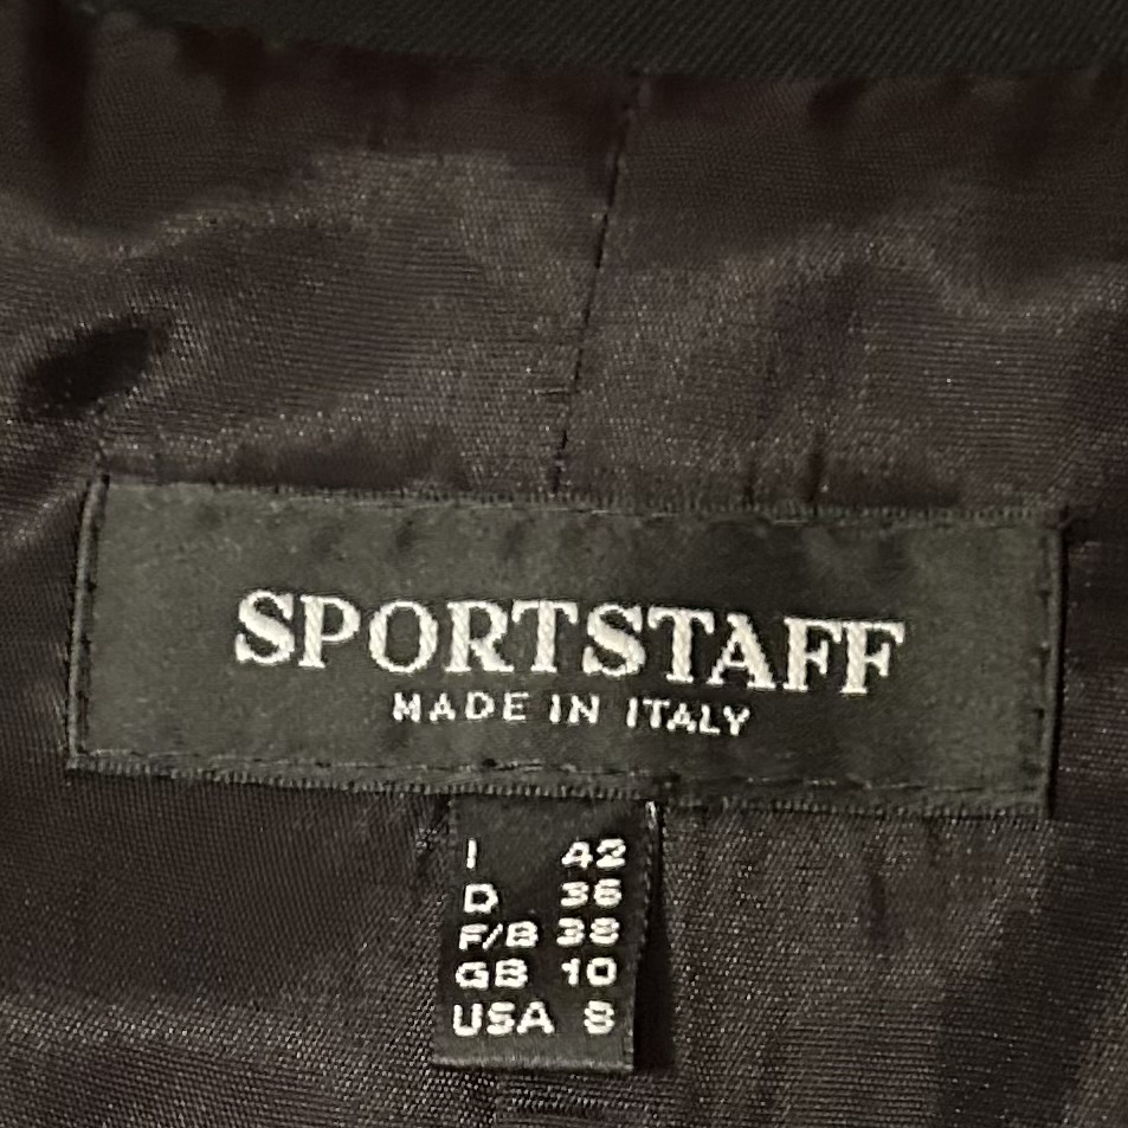 SPORTSTAFF
MADE IN ITALY
I 42
D 36
F/B 38
GB 10
USA 8